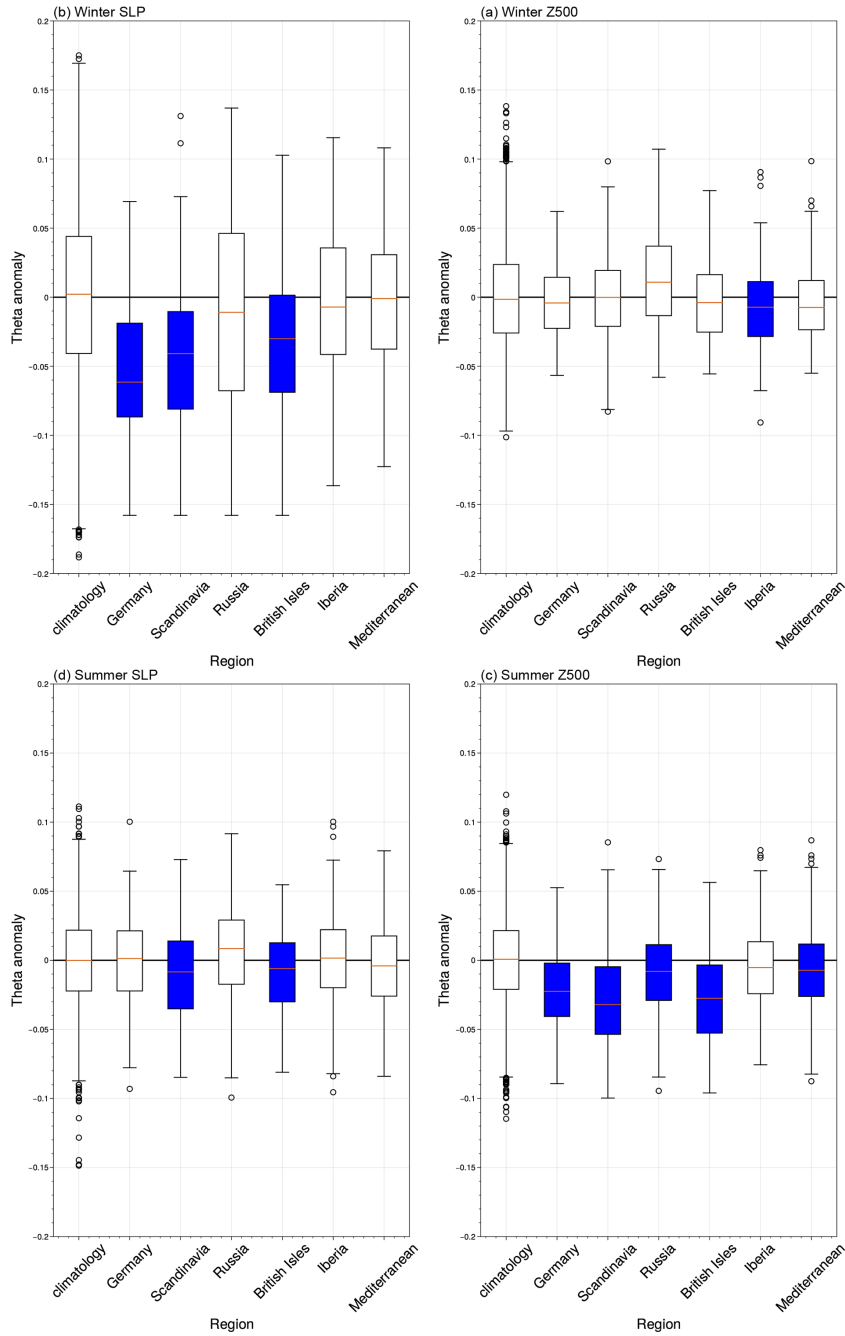 (b) Winter SLP
0.2
0.15
0.1
0.05
0
−0.05
−0.1
−0.15
−0.2
Theta anomaly
climatology
Germany
Scandinavia
Russia
British Isles
Iberia
Mediterranean
Region
(a) Winter Z500
0.2
0.15
0.1
0.05
0
−0.05
−0.1
−0.15
−0.2
Theta anomaly
climatology
Germany
Scandinavia
Russia
British Isles
Iberia
Mediterranean
Region
(d) Summer SLP
0.2
0.15
0.1
0.05
0
−0.05
−0.1
−0.15
−0.2
Theta anomaly
climatology
Germany
Scandinavia
Russia
British Isles
Iberia
Mediterranean
Region
(c) Summer Z500
0.2
0.15
0.1
0.05
0
−0.05
−0.1
−0.15
−0.2
Theta anomaly
climatology
Germany
Scandinavia
Russia
British Isles
Iberia
Mediterranean
Region